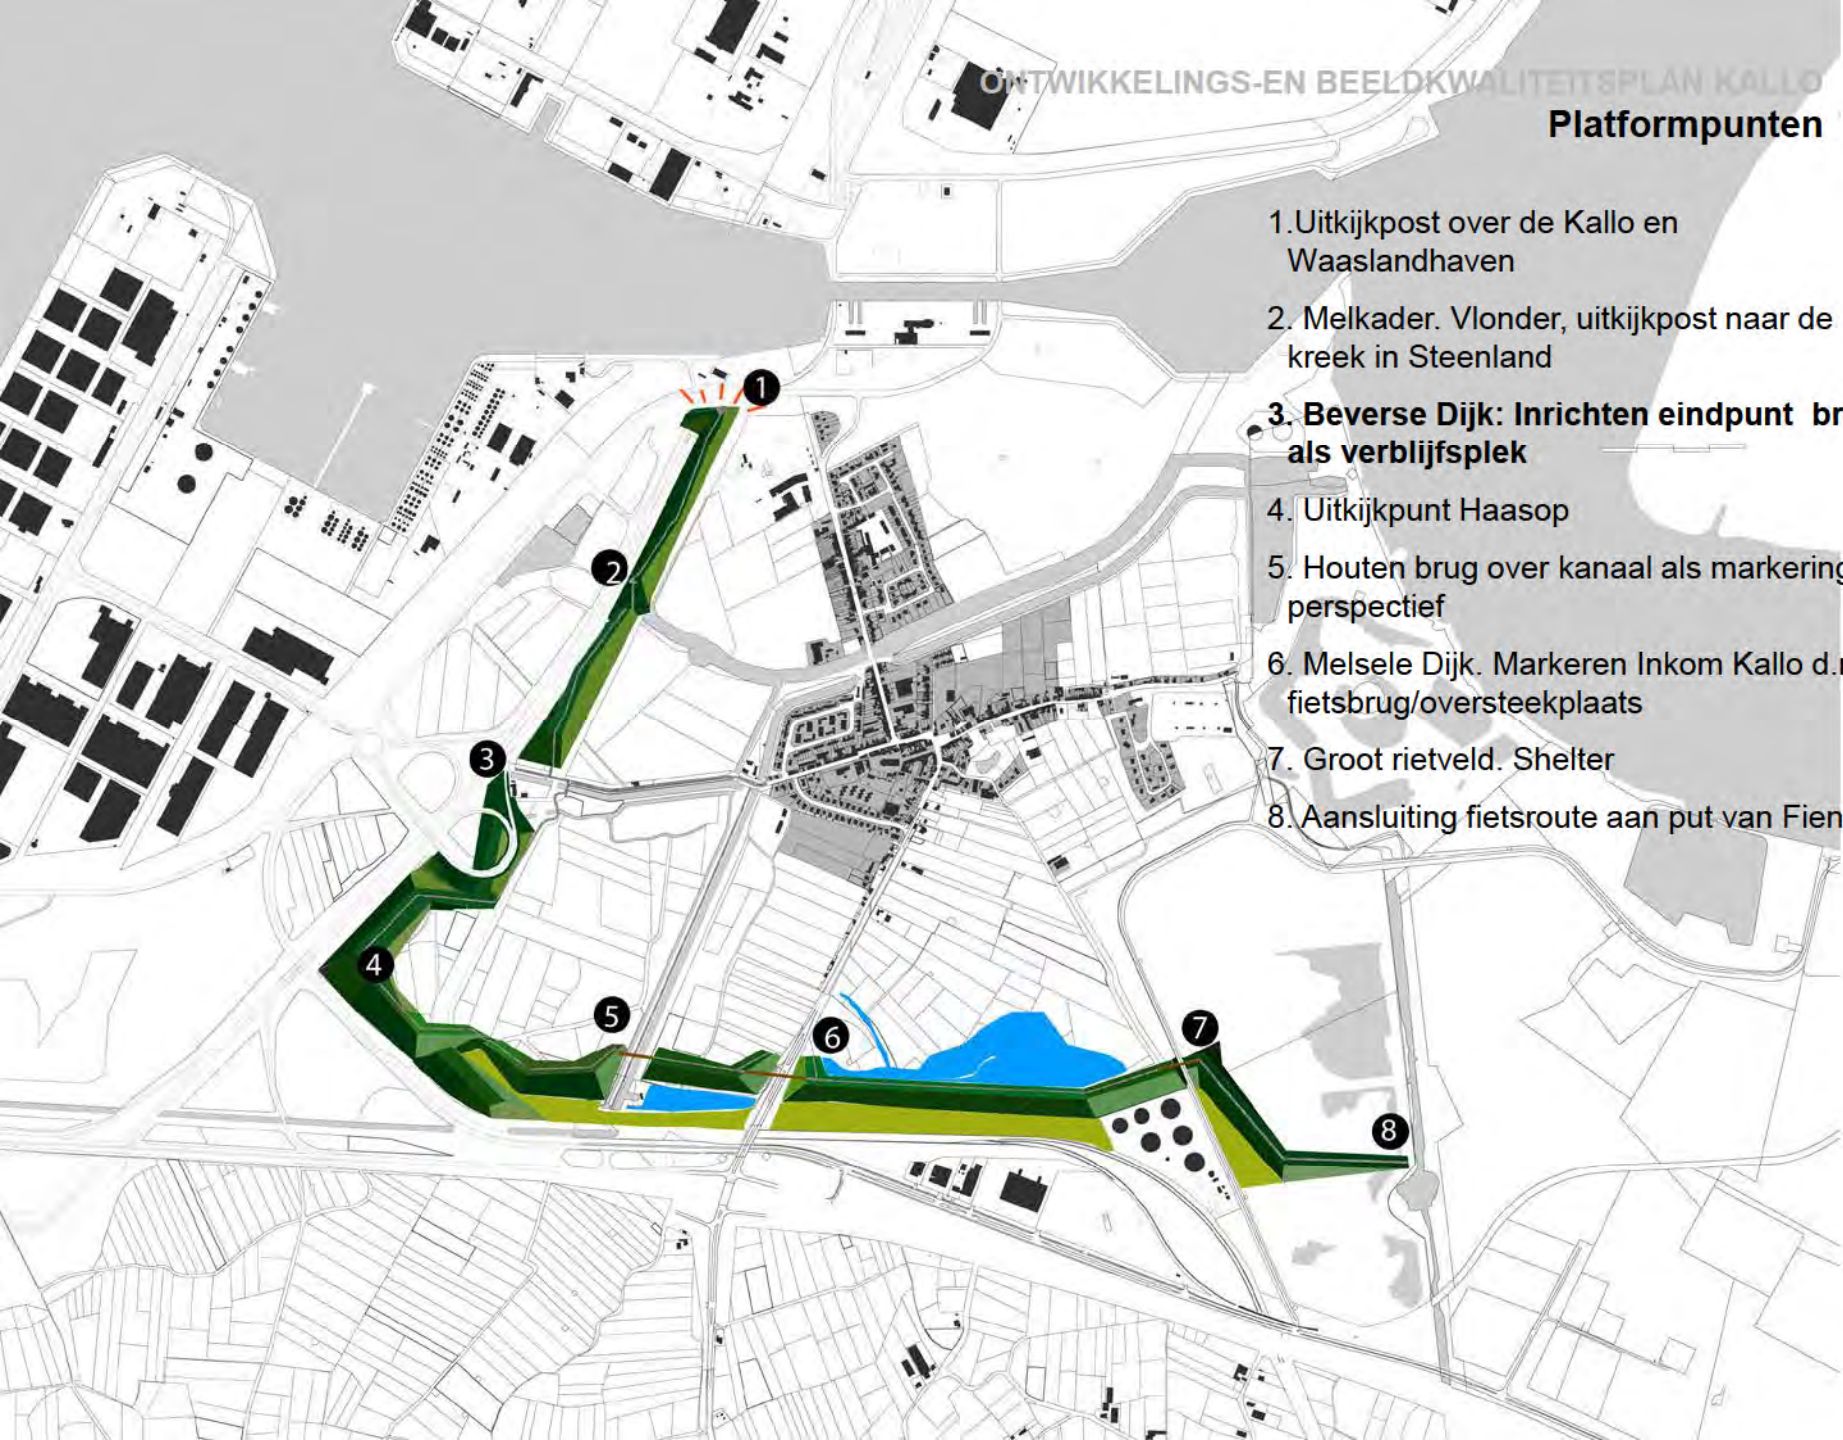 ONTWIKKELINGS-EN BEELDKWALITEITSPLAN KALLO
Platformpunten
1.Uitkijkpost over de Kallo en
Waaslandhaven
2. Melkader. Vlonder, uitkijkpost naar de
kreek in Steenland
3. Beverse Dijk: Inrichten eindpunt br
als verblijfsplek
4. Uitkijkpunt Haasop
5. Houten brug over kanaal als markering
perspectief
6. Melsele Dijk. Markeren Inkom Kallo d.
fietsbrug/oversteekplaats
7. Groot rietveld. Shelter
8. Aansluiting fietsroute aan put van Fien
1
2
3
4
5
6
7
8